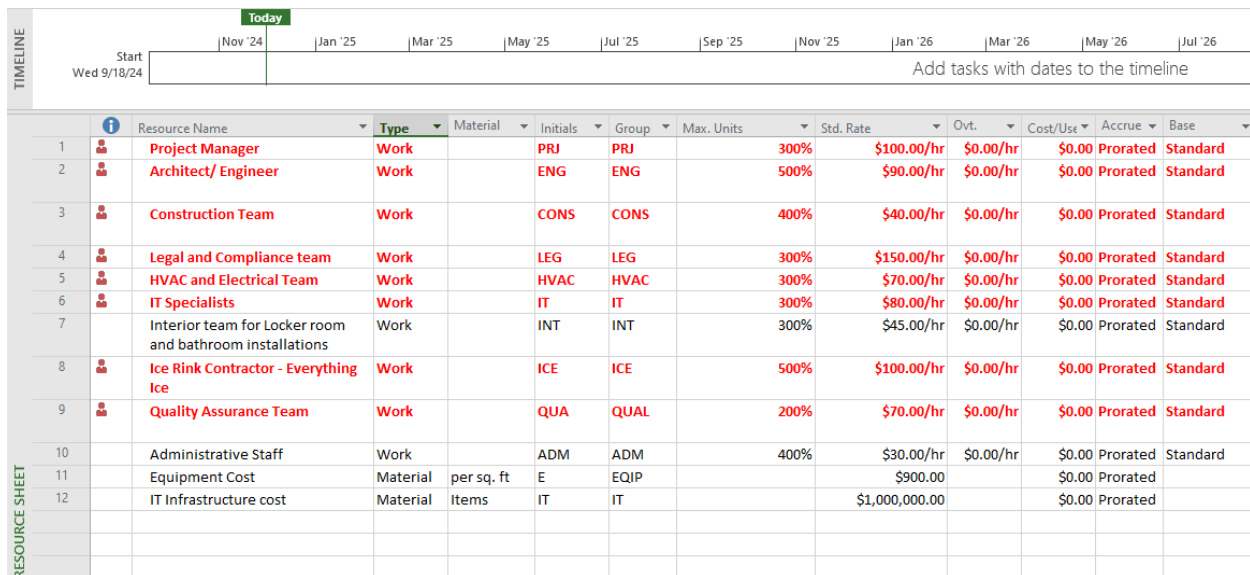 Today
Nov '24 Jan '25 Mar '25 May '25 Jul '25 Sep '25 Nov '25 Jan '26 Mar '26 May '26 Jul '26
TIMELINE
Start
Wed 9/18/24
Add tasks with dates to the timeline
Resource Name Type Material Initials Group Max. Units Std. Rate Ovt. Cost/Use Accrue Base
1 Project Manager Work PRJ PRJ 300% $100.00/hr $0.00/hr $0.00 Prorated Standard
2 Architect/ Engineer Work ENG ENG 500% $90.00/hr $0.00/hr $0.00 Prorated Standard
3 Construction Team Work CONS CONS 400% $40.00/hr $0.00/hr $0.00 Prorated Standard
4 Legal and Compliance team Work LEG LEG 300% $150.00/hr $0.00/hr $0.00 Prorated Standard
5 HVAC and Electrical Team Work HVAC HVAC 300% $70.00/hr $0.00/hr $0.00 Prorated Standard
6 IT Specialists Work IT IT 300% $80.00/hr $0.00/hr $0.00 Prorated Standard
7 Interior team for Locker room Work INT INT 300% $45.00/hr $0.00/hr $0.00 Prorated Standard
and bathroom installations
8 Ice Rink Contractor - Everything Work ICE ICE 500% $100.00/hr $0.00/hr $0.00 Prorated Standard
Ice
9 Quality Assurance Team Work QUA QUAL 200% $70.00/hr $0.00/hr $0.00 Prorated Standard
10 Administrative Staff Work ADM ADM 400% $30.00/hr $0.00/hr $0.00 Prorated Standard
11 Equipment Cost Material per sq. ft E EQIP $900.00 $0.00 Prorated
12 IT Infrastructure cost Material Items IT IT $1,000,000.00 $0.00 Prorated
RESOURCE SHEET